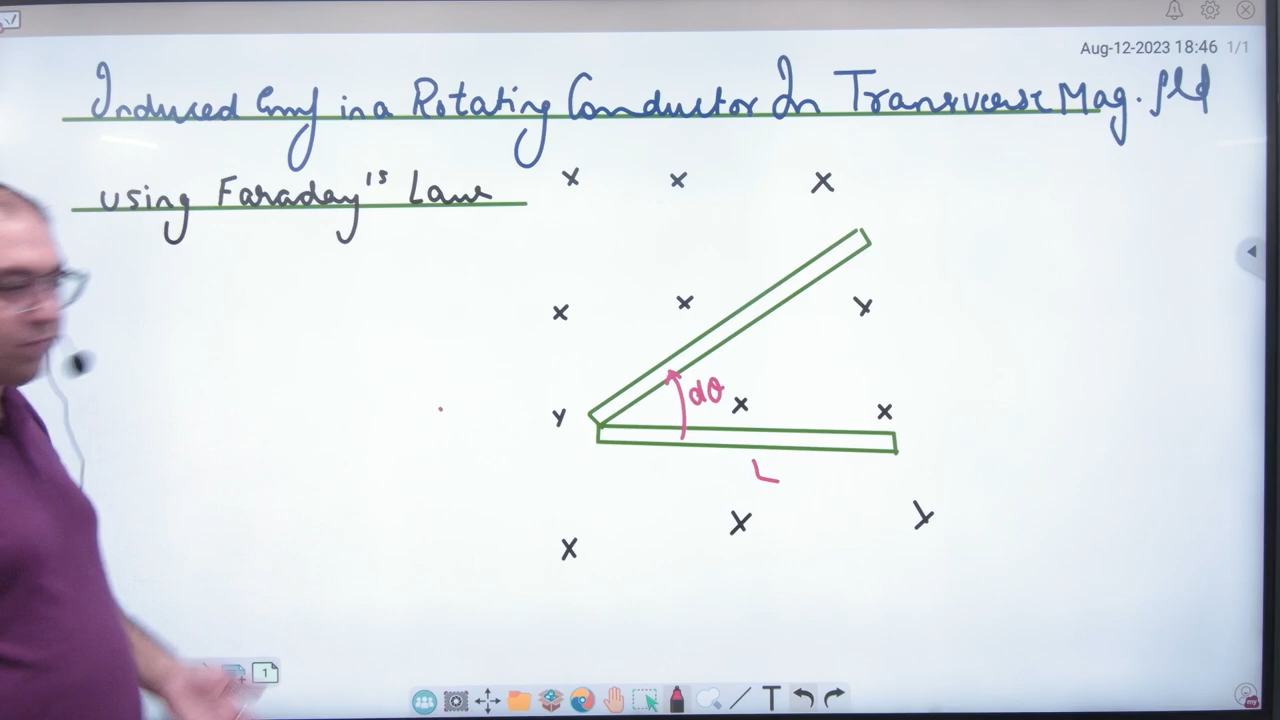 Aug-12-2023 18:46 1/1
Induced Emf in a Rotating Conductor In Transverse Mag. fld
using Faraday's Law
x x x
x x x
x dθ x x
L
x x x
1 T